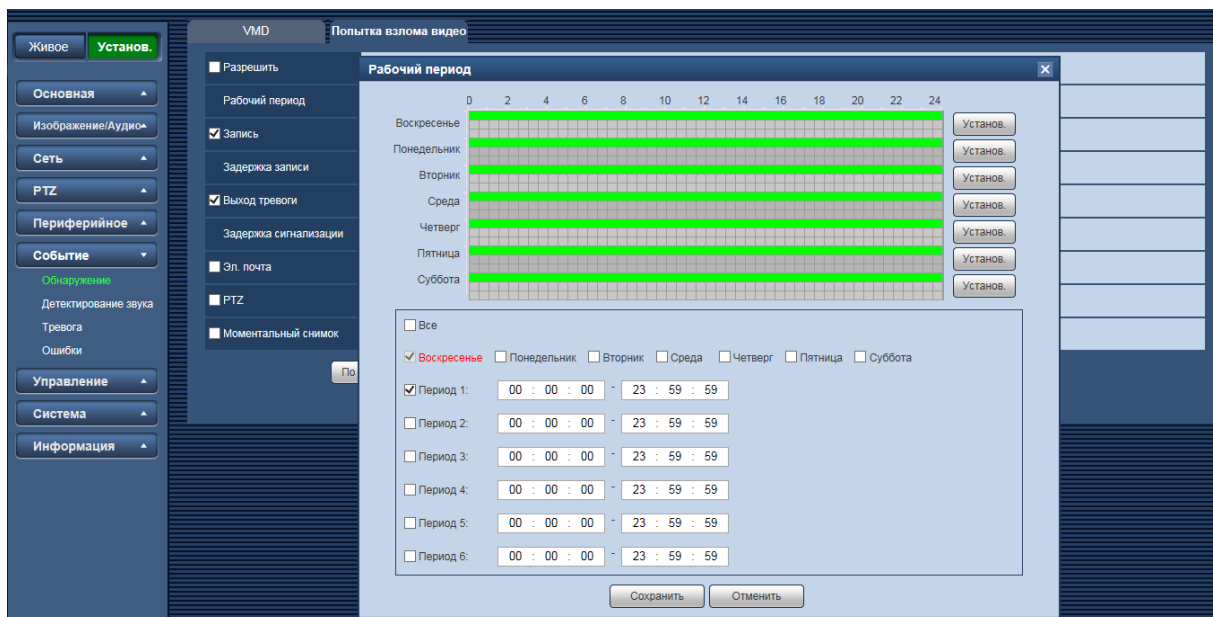 VMD
Попытка взлома видео
Живое
Установ.
Основная
Изображение/Аудио
Сеть
PTZ
Периферийное
Событие
Обнаружение
Детектирование звука
Тревога
Ошибки
Управление
Система
Информация
Разрешить
Рабочий период
Запись
Задержка записи
Выход тревоги
Задержка сигнализации
Эл. почта
PTZ
Моментальный снимок
По
Рабочий период
0 2 4 6 8 10 12 14 16 18 20 22 24
Воскресенье Установ.
Понедельник Установ.
Вторник Установ.
Среда Установ.
Четверг Установ.
Пятница Установ.
Суббота Установ.
Все
Воскресенье Понедельник Вторник Среда Четверг Пятница Суббота
Период 1: 00 : 00 : 00 - 23 : 59 : 59
Период 2: 00 : 00 : 00 - 23 : 59 : 59
Период 3: 00 : 00 : 00 - 23 : 59 : 59
Период 4: 00 : 00 : 00 - 23 : 59 : 59
Период 5: 00 : 00 : 00 - 23 : 59 : 59
Период 6: 00 : 00 : 00 - 23 : 59 : 59
Сохранить Отменить